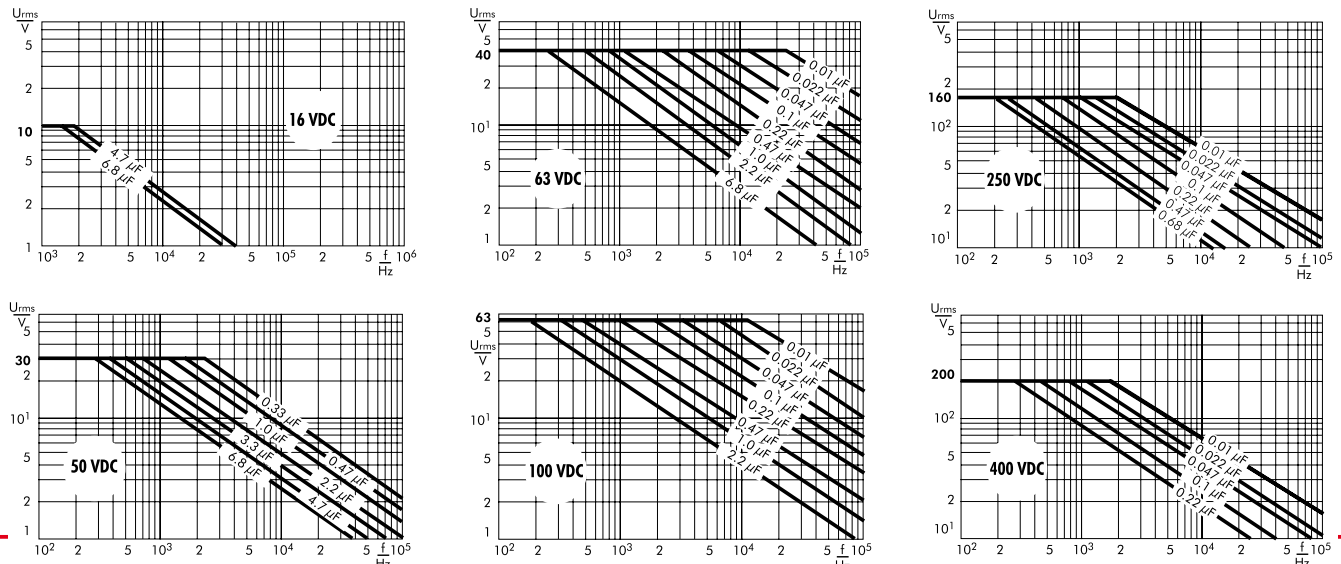 Urms
V
5
2
10
5
2
1
16 VDC
4.7 µF
6.8 µF
10³ 2 5 10⁴ 2 5 10⁵ 2 5 f/Hz 10⁶
Urms
V
5
40
2
10¹
5
2
1
63 VDC
0.01 µF
0.022 µF
0.047 µF
0.1 µF
0.22 µF
0.47 µF
1.0 µF
2.2 µF
6.8 µF
10² 2 5 10³ 2 5 10⁴ 2 5 f/Hz 10⁵
Urms
V
5
2
160
10²
5
2
10¹
250 VDC
0.01 µF
0.022 µF
0.047 µF
0.1 µF
0.22 µF
0.47 µF
0.68 µF
10² 2 5 10³ 2 5 10⁴ 2 5 f/Hz 10⁵
Urms
V
5
30
2
10¹
5
2
1
50 VDC
0.33 µF
0.47 µF
1.0 µF
2.2 µF
3.3 µF
4.7 µF
6.8 µF
10² 2 5 10³ 2 5 10⁴ 2 5 f/Hz 10⁵
63
5
Urms
V
2
10¹
5
2
1
100 VDC
0.01 µF
0.022 µF
0.047 µF
0.1 µF
0.22 µF
0.47 µF
1.0 µF
2.2 µF
10² 2 5 10³ 2 5 10⁴ 2 5 f/Hz 10⁵
Urms
V
5
200
10²
5
2
10¹
400 VDC
0.01 µF
0.022 µF
0.047 µF
0.1 µF
0.22 µF
10² 2 5 10³ 2 5 10⁴ 2 5 f/Hz 10⁵